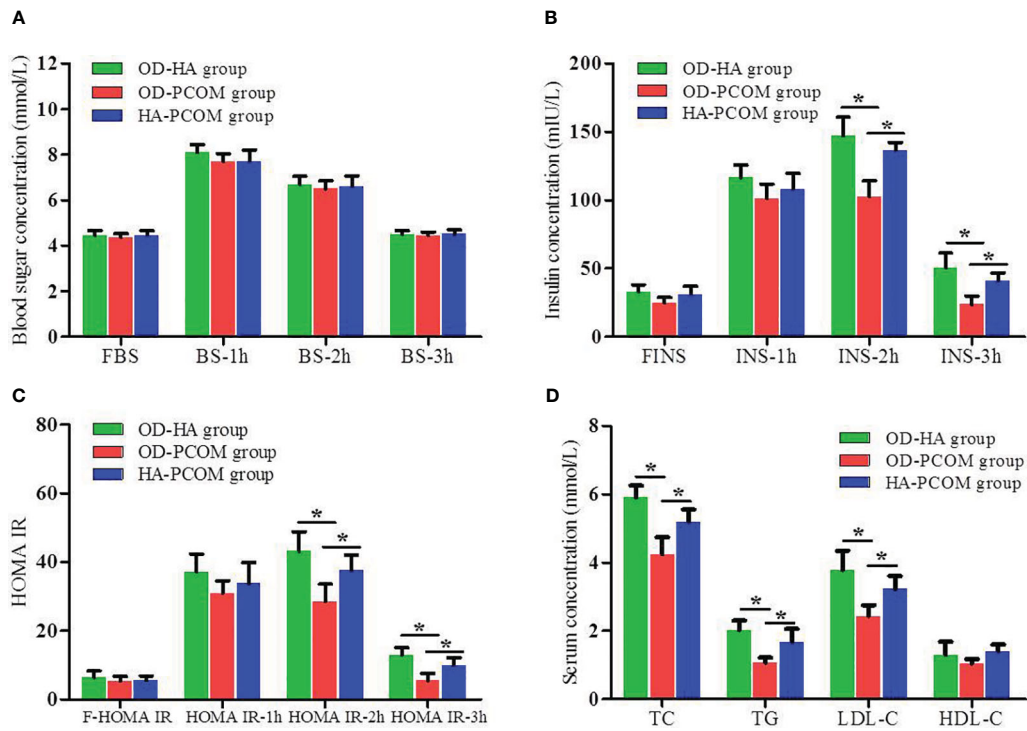 A
Blood sugar concentration (mmol/L)
12
10
8
6
4
2
0
OD-HA group
OD-PCOM group
HA-PCOM group
FBS BS-1h BS-2h BS-3h
B
Insulin concentration (mIU/L)
200
150
100
50
0
OD-HA group
OD-PCOM group
HA-PCOM group
*
*
*
*
FINS INS-1h INS-2h INS-3h
C
HOMA IR
80
60
40
20
0
OD-HA group
OD-PCOM group
HA-PCOM group
*
*
*
*
F-HOMA IR HOMA IR-1h HOMA IR-2h HOMA IR-3h
D
Serum concentration (mmol/L)
8
6
4
2
0
OD-HA group
OD-PCOM group
HA-PCOM group
*
*
*
*
*
*
TC TG LDL-C HDL-C